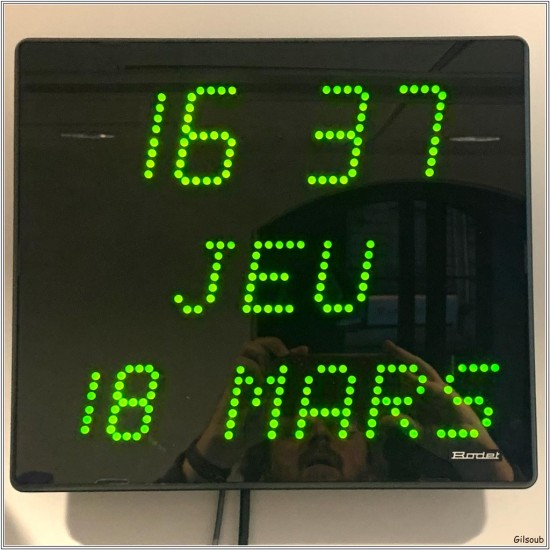 16 37
JEU
18 MARS
Bodet
Gilsoub